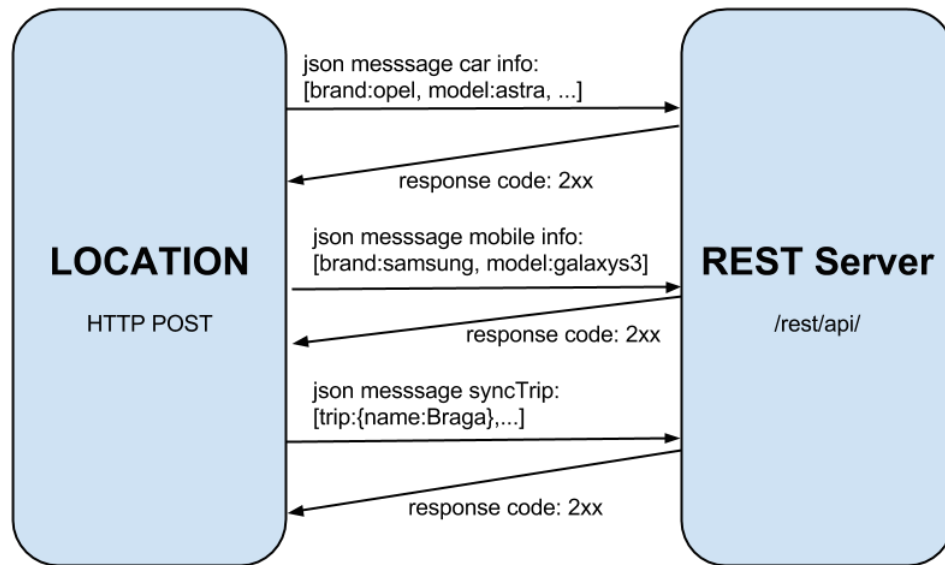 json messsage car info:
[brand:opel, model:astra, ...]
response code: 2xx
LOCATION
HTTP POST
json messsage mobile info:
[brand:samsung, model:galaxys3]
REST Server
/rest/api/
response code: 2xx
json messsage syncTrip:
[trip:{name:Braga},...]
response code: 2xx